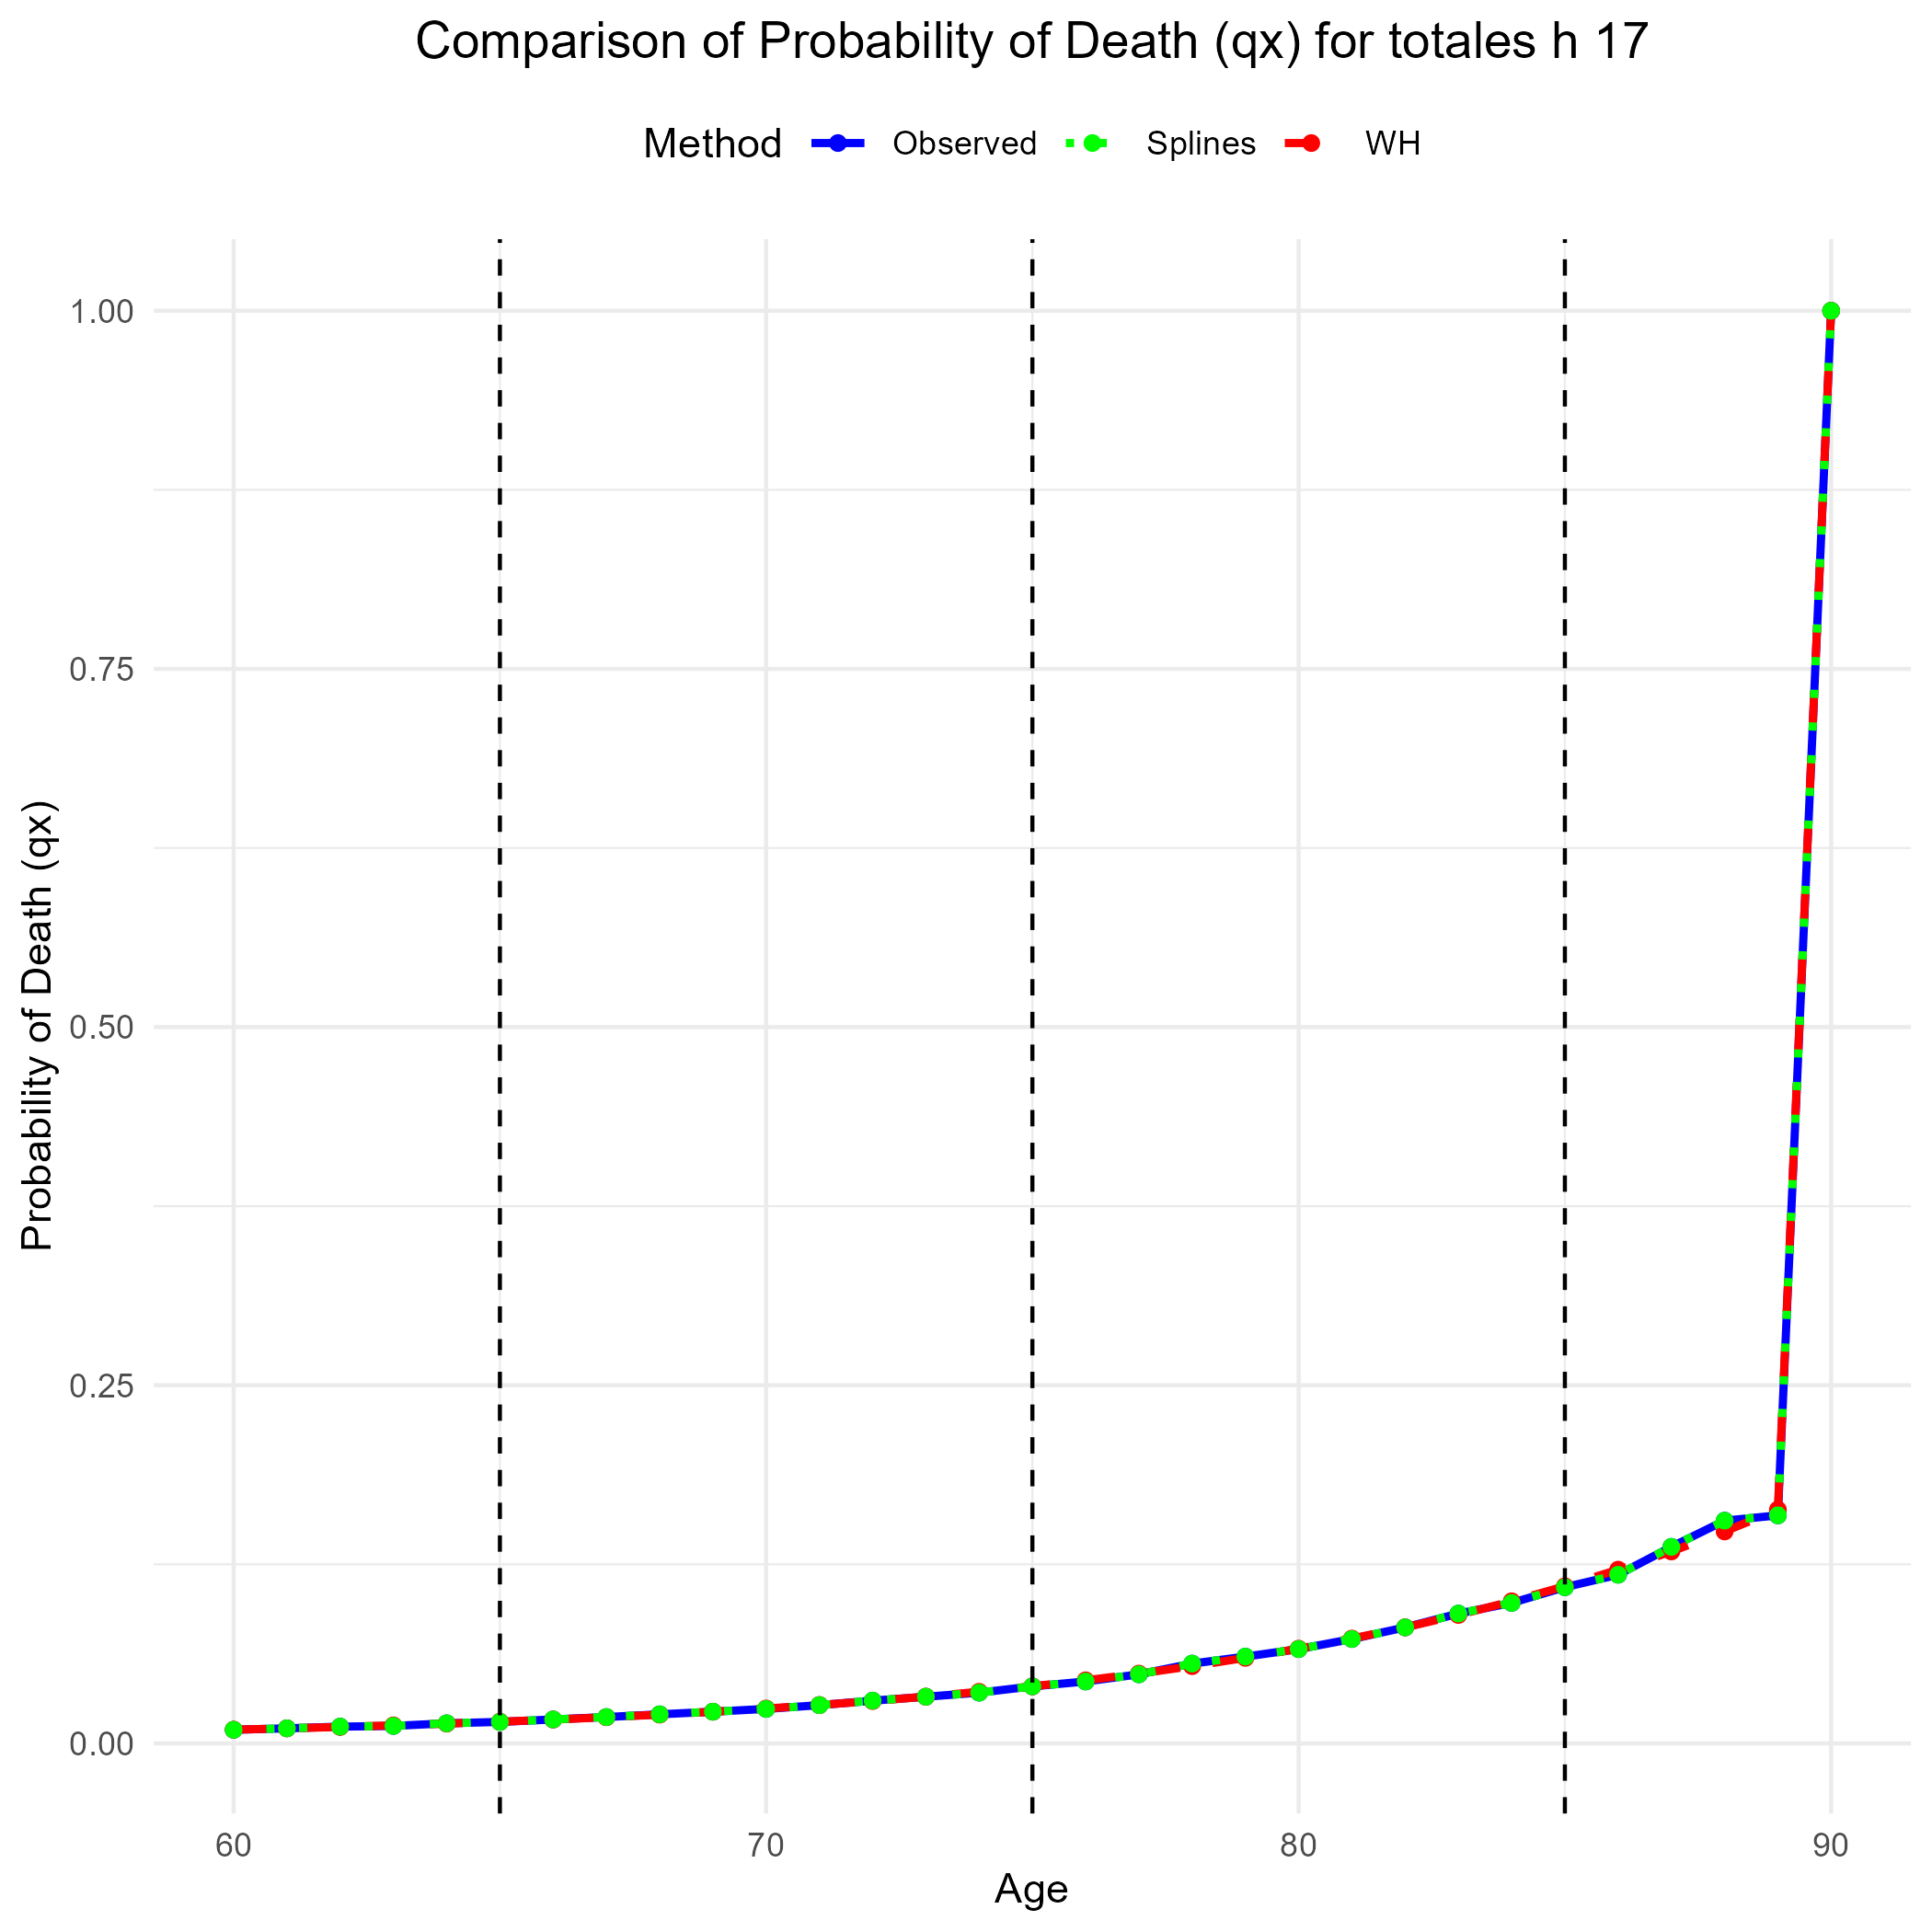 Comparison of Probability of Death (qx) for totales h 17
Method Observed Splines WH
1.00
0.75
0.50
0.25
0.00
Probability of Death (qx)
60 70 80 90
Age